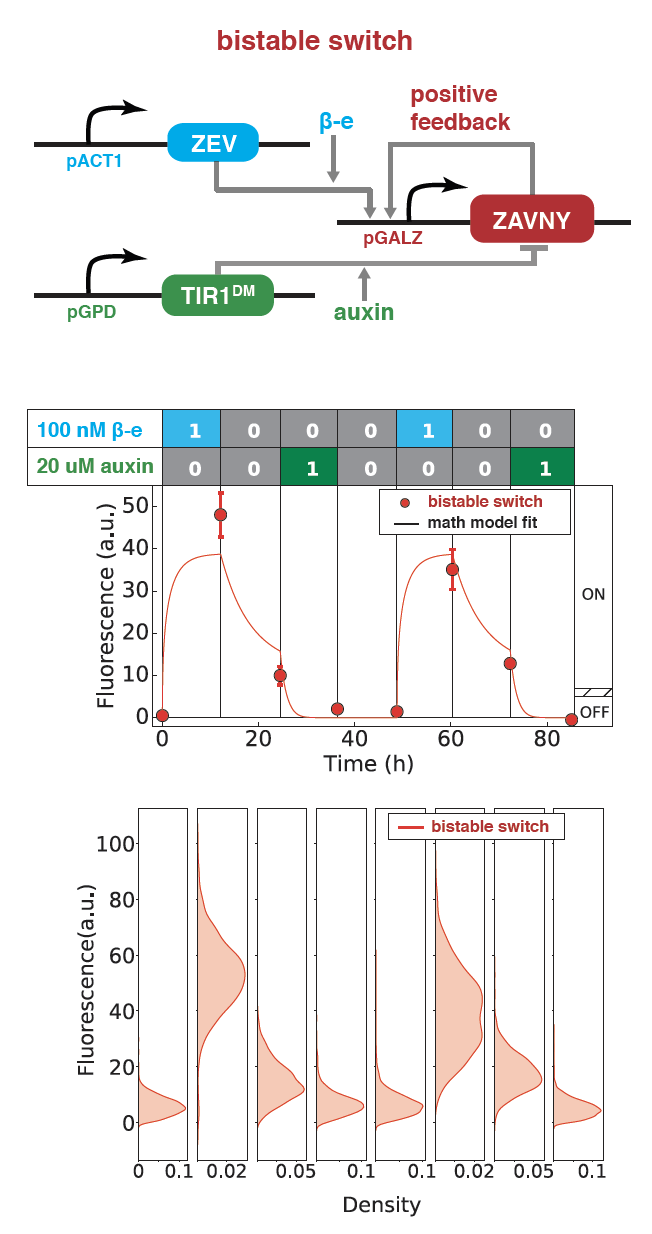 bistable switch
positive
feedback
β-e
ZEV
pACT1
ZAVNY
pGALZ
TIR1DM
pGPD
auxin
100 nM β-e 1 0 0 0 1 0 0
20 uM auxin 0 0 1 0 0 0 1
bistable switch
math model fit
Fluorescence (a.u.)
50
40
30
20
10
0
ON
OFF
0 20 40 60 80
Time (h)
bistable switch
Fluorescence(a.u.)
100
80
60
40
20
0
0 0.1 0.02 0.05 0.1 0.1 0.02 0.05 0.1
Density